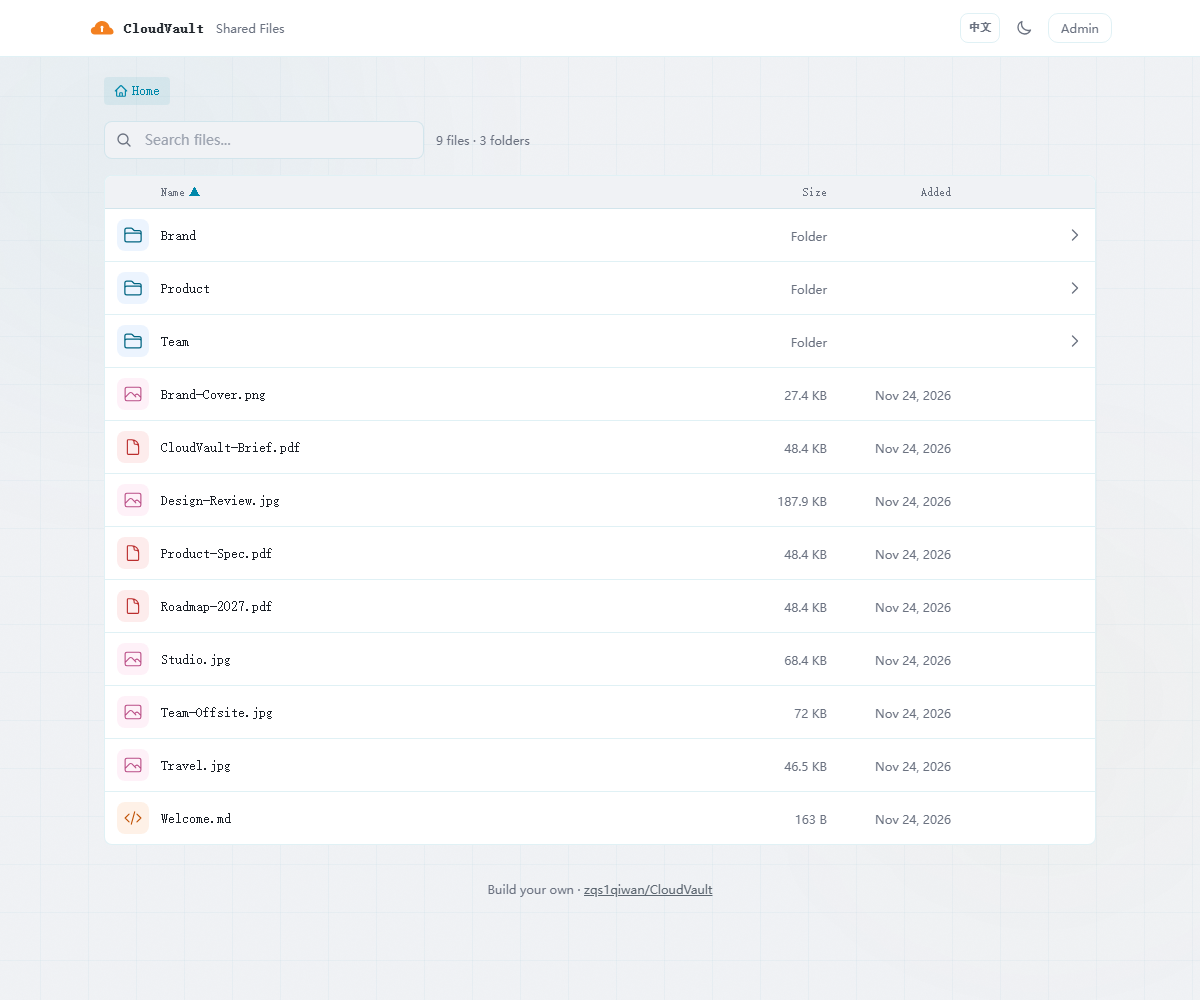 CloudVault Shared Files 中文 Admin
Home
Search files... 9 files · 3 folders
Name Size Added
Brand Folder
Product Folder
Team Folder
Brand-Cover.png 27.4 KB Nov 24, 2026
CloudVault-Brief.pdf 48.4 KB Nov 24, 2026
Design-Review.jpg 187.9 KB Nov 24, 2026
Product-Spec.pdf 48.4 KB Nov 24, 2026
Roadmap-2027.pdf 48.4 KB Nov 24, 2026
Studio.jpg 68.4 KB Nov 24, 2026
Team-Offsite.jpg 72 KB Nov 24, 2026
Travel.jpg 46.5 KB Nov 24, 2026
Welcome.md 163 B Nov 24, 2026
Build your own · zqs1qiwan/CloudVault